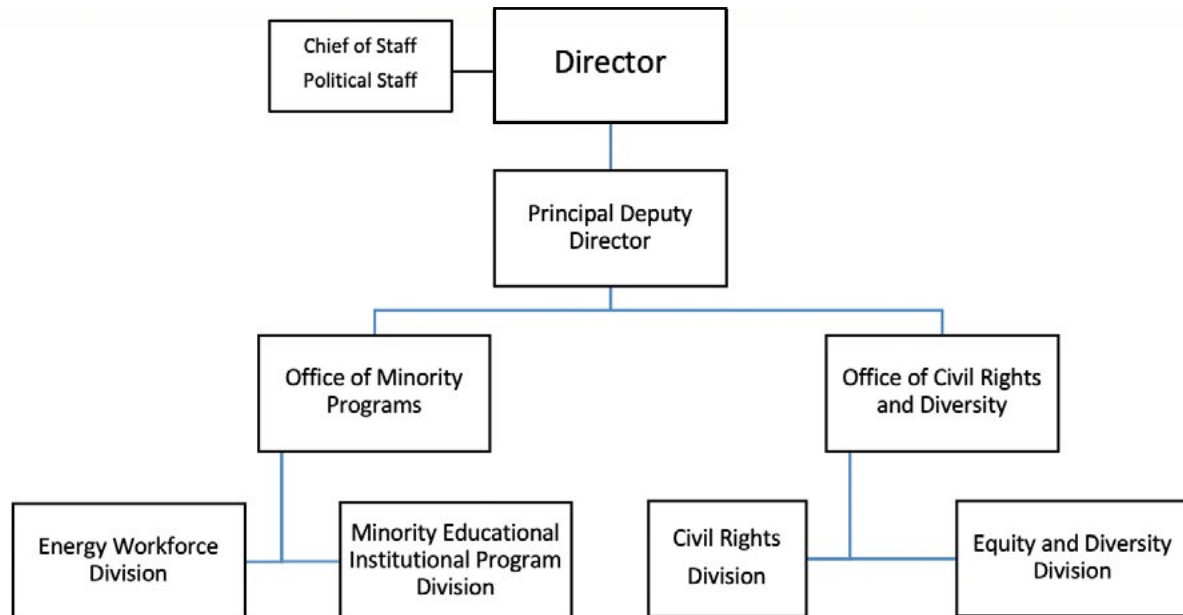 Chief of Staff
Political Staff
Director
Principal Deputy
Director
Office of Minority
Programs
Office of Civil Rights
and Diversity
Energy Workforce
Division
Minority Educational
Institutional Program
Division
Civil Rights
Division
Equity and Diversity
Division